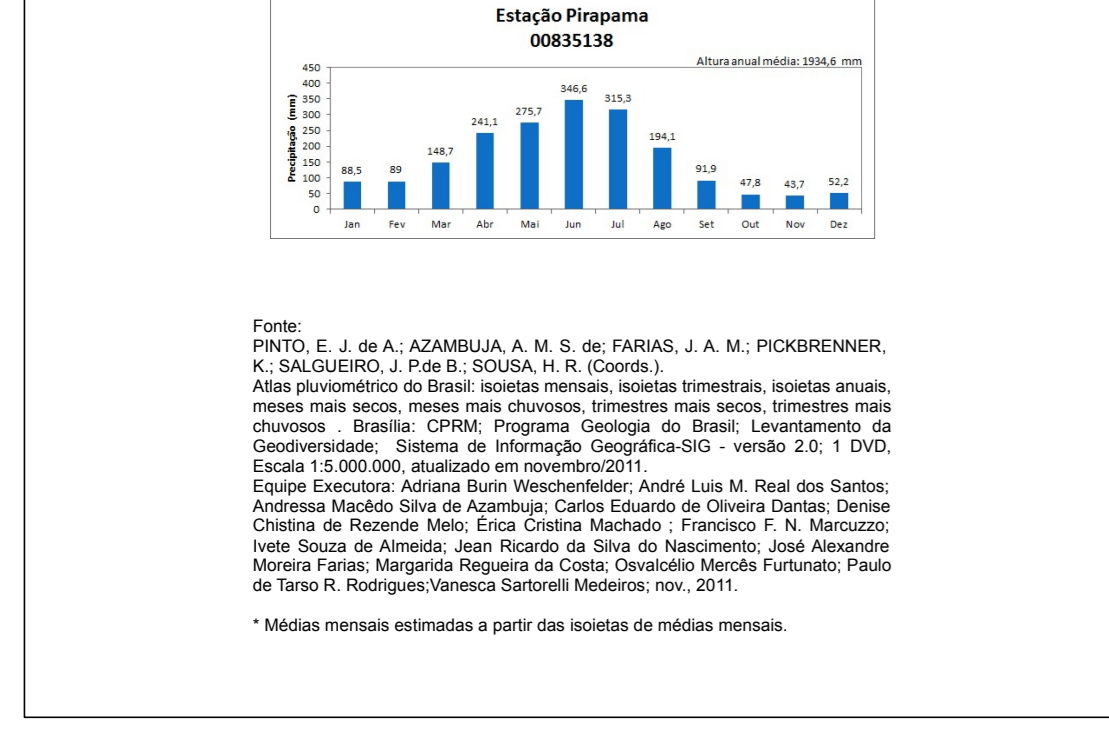 Estação Pirapama
00835138
Altura anual média: 1934,6 mm
Precipitação (mm)
450
400
350
300
250
200
150
100
50
0
88,5
89
148,7
241,1
275,7
346,6
315,3
194,1
91,9
47,8
43,7
52,2
Jan Fev Mar Abr Mai Jun Jul Ago Set Out Nov Dez
Fonte:
PINTO, E. J. de A.; AZAMBUJA, A. M. S. de; FARIAS, J. A. M.; PICKBRENNER,
K.; SALGUEIRO, J. P.de B.; SOUSA, H. R. (Coords.).
Atlas pluviométrico do Brasil: isoietas mensais, isoietas trimestrais, isoietas anuais,
meses mais secos, meses mais chuvosos, trimestres mais secos, trimestres mais
chuvosos . Brasília: CPRM; Programa Geologia do Brasil; Levantamento da
Geodiversidade; Sistema de Informação Geográfica-SIG - versão 2.0; 1 DVD,
Escala 1:5.000.000, atualizado em novembro/2011.
Equipe Executora: Adriana Burin Weschenfelder; André Luis M. Real dos Santos;
Andressa Macêdo Silva de Azambuja; Carlos Eduardo de Oliveira Dantas; Denise
Chistina de Rezende Melo; Érica Cristina Machado ; Francisco F. N. Marcuzzo;
Ivete Souza de Almeida; Jean Ricardo da Silva do Nascimento; José Alexandre
Moreira Farias; Margarida Regueira da Costa; Osvalcélio Mercês Furtunato; Paulo
de Tarso R. Rodrigues;Vanesca Sartorelli Medeiros; nov., 2011.
* Médias mensais estimadas a partir das isoietas de médias mensais.